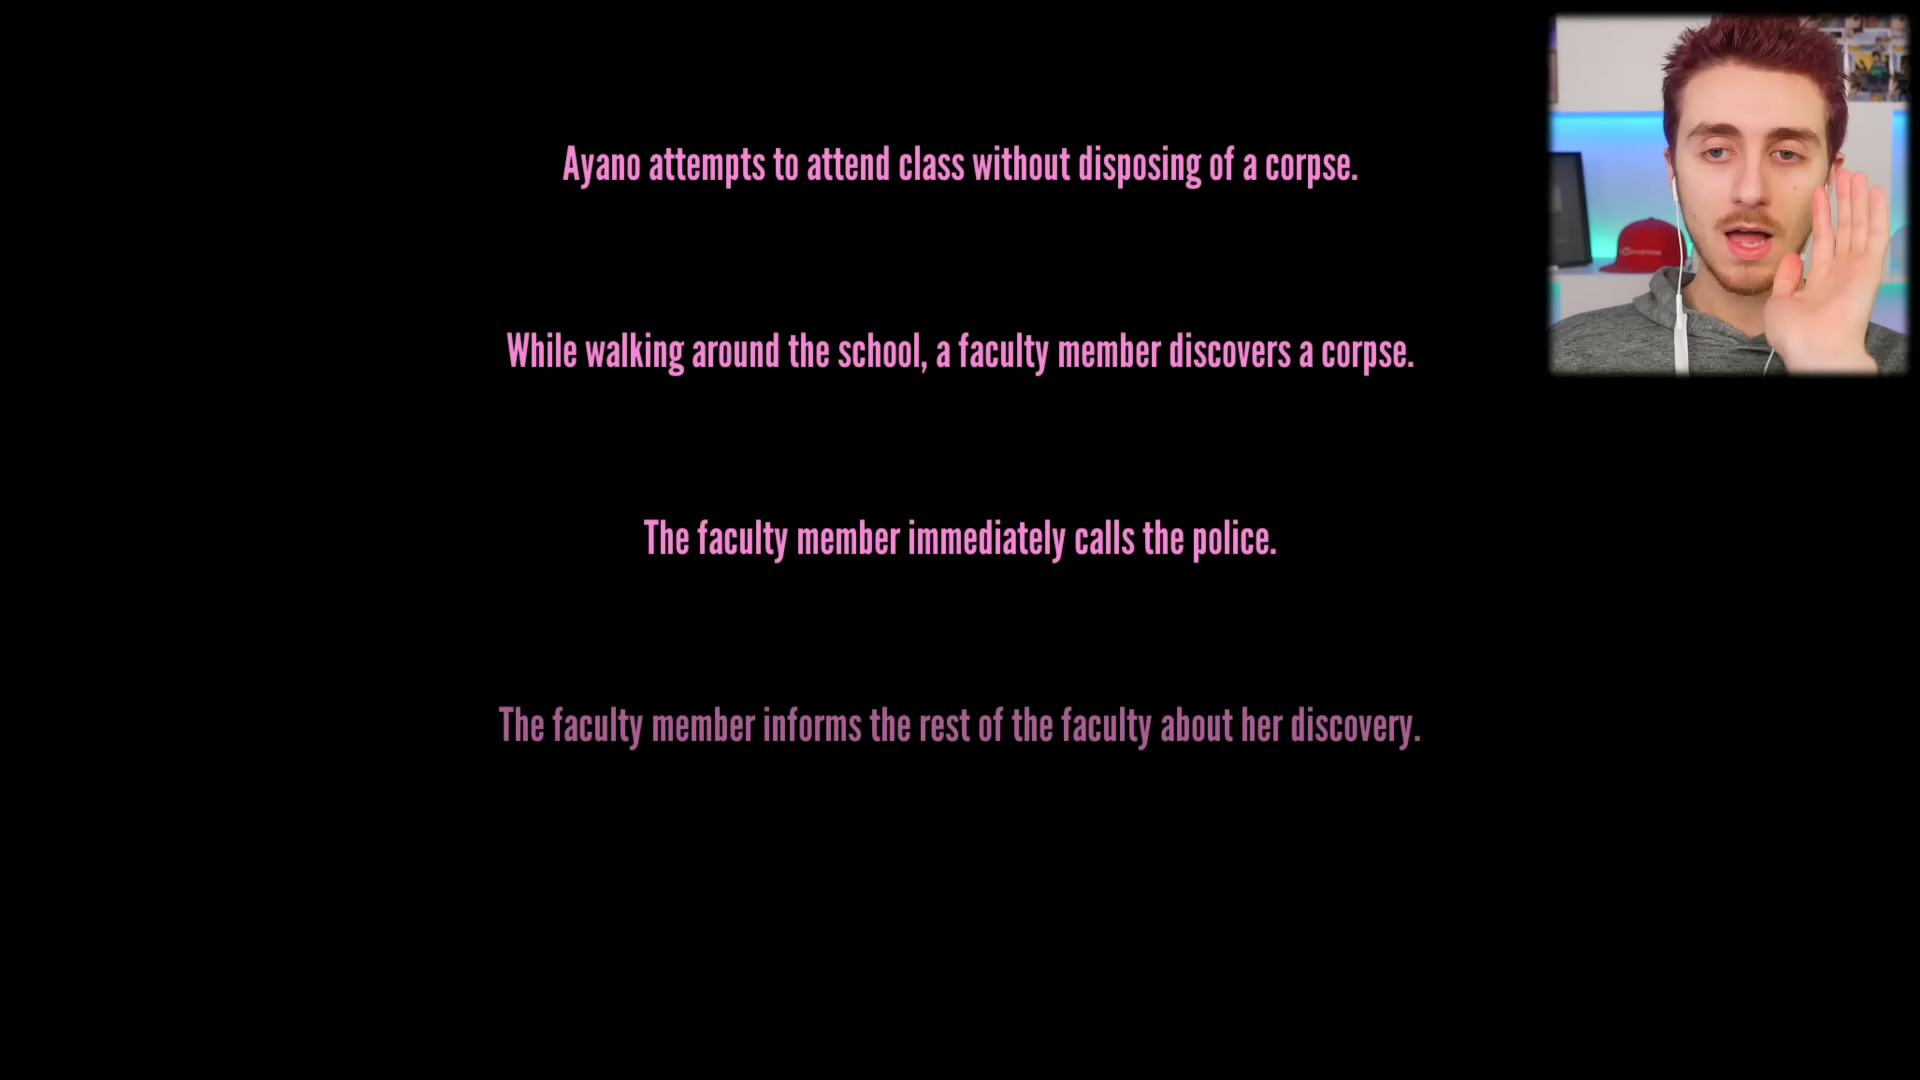 Ayano attempts to attend class without disposing of a corpse.
While walking around the school, a faculty member discovers a corpse.
The faculty member immediately calls the police.
The faculty member informs the rest of the faculty about her discovery.